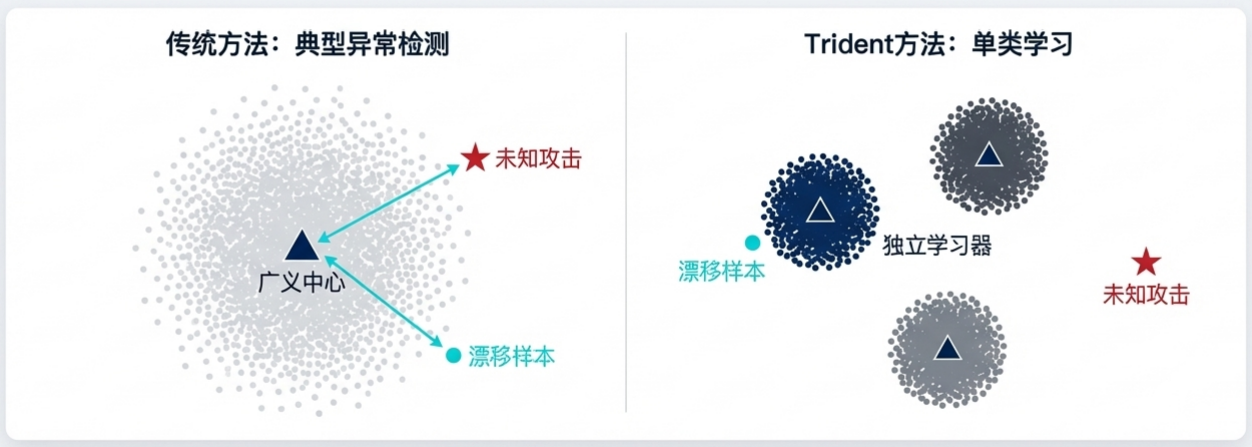 传统方法：典型异常检测
未知攻击
广义中心
漂移样本
Trident方法：单类学习
独立学习器
漂移样本
未知攻击